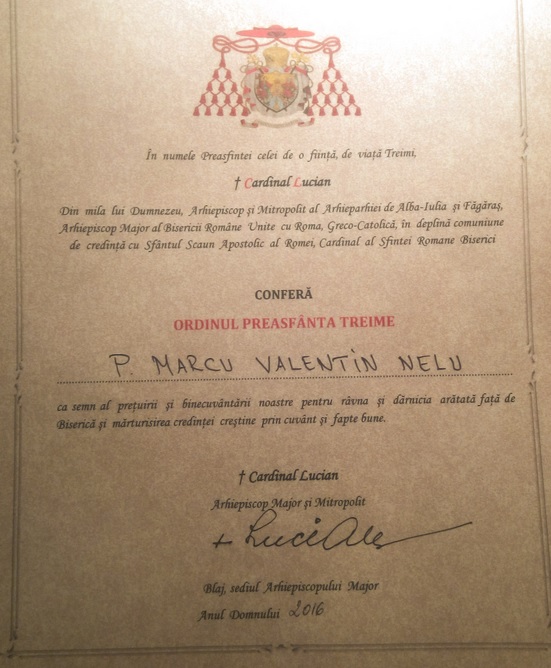 În numele Preasfintei celei de o ființă, de viață Treimi,
† Cardinal Lucian
Din mila lui Dumnezeu, Arhiepiscop și Mitropolit al Arhieparhiei de Alba-Iulia și Făgăraș,
Arhiepiscop Major al Bisericii Române Unite cu Roma, Greco-Catolică, în deplină comuniune
de credință cu Sfântul Scaun Apostolic al Romei, Cardinal al Sfintei Romane Biserici
CONFERĂ
ORDINUL PREASFÂNTA TREIME
P. MARCU VALENTIN NELU
ca semn al prețuirii și binecuvântării noastre pentru râvna și dărnicia arătată față de
Biserică și mărturisirea credinței creștine prin cuvânt și fapte bune.
† Cardinal Lucian
Arhiepiscop Major și Mitropolit
Blaj, sediul Arhiepiscopului Major
Anul Domnului 2016